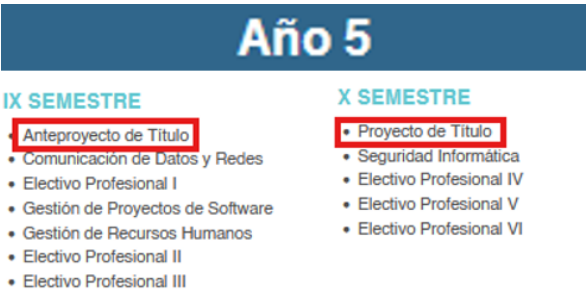 Año 5
IX SEMESTRE
• Anteproyecto de Título
• Comunicación de Datos y Redes
• Electivo Profesional I
• Gestión de Proyectos de Software
• Gestión de Recursos Humanos
• Electivo Profesional II
• Electivo Profesional III
X SEMESTRE
• Proyecto de Título
• Seguridad Informática
• Electivo Profesional IV
• Electivo Profesional V
• Electivo Profesional VI